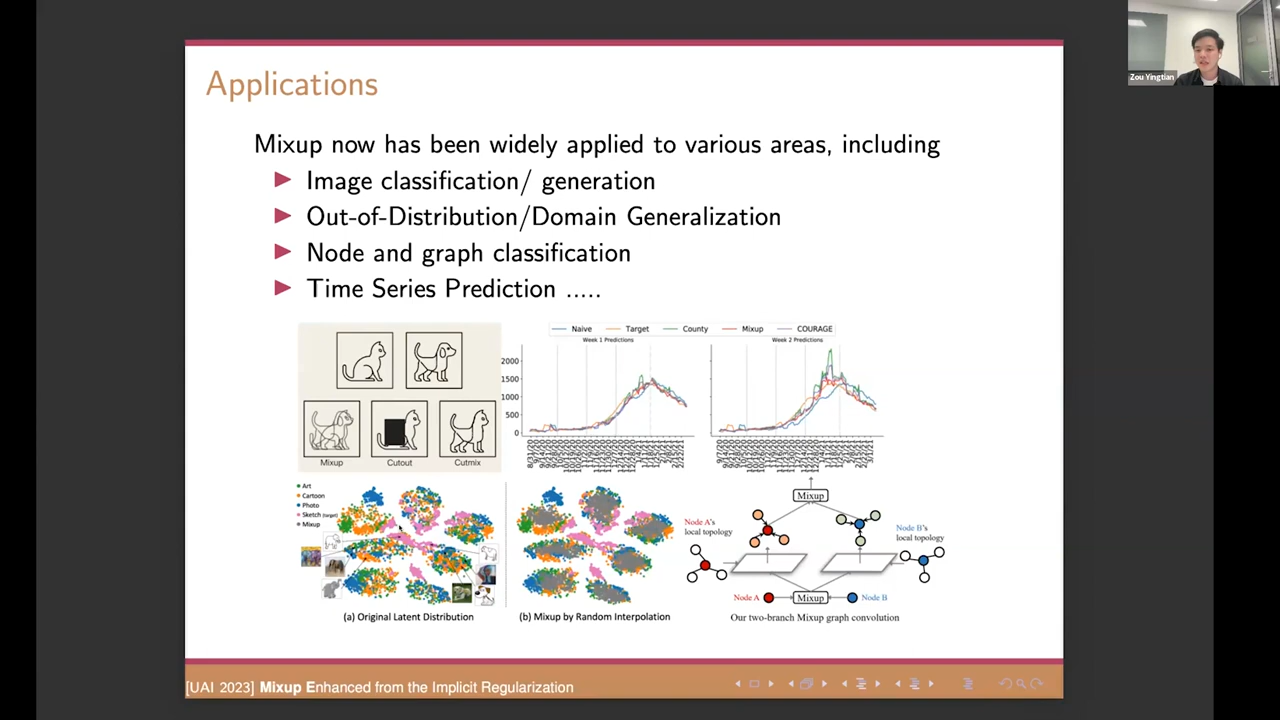 Zou Yingtian
Applications
Mixup now has been widely applied to various areas, including
Image classification/ generation
Out-of-Distribution/Domain Generalization
Node and graph classification
Time Series Prediction .....
Mixup
Cutout
Cutmix
Naive
Target
County
Mixup
COURAGE
Week 1 Predictions
Week 2 Predictions
2000
1500
1000
500
0
Art
Cartoon
Photo
Sketch (target)
Mixup
(a) Original Latent Distribution
(b) Mixup by Random Interpolation
Mixup
Node A's
local topology
Node B's
local topology
Node A
Mixup
Node B
Our two-branch Mixup graph convolution
[UAI 2023] Mixup Enhanced from the Implicit Regularization